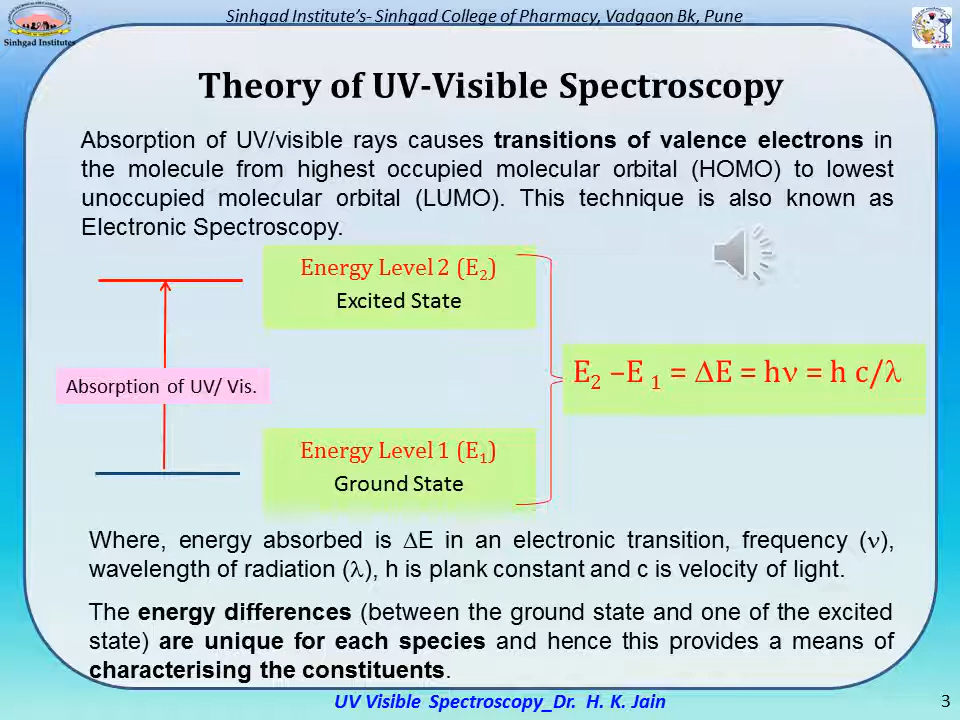 Sinhgad Institute's- Sinhgad College of Pharmacy, Vadgaon Bk, Pune
Sinhgad Institutes
Theory of UV-Visible Spectroscopy
Absorption of UV/visible rays causes transitions of valence electrons in
the molecule from highest occupied molecular orbital (HOMO) to lowest
unoccupied molecular orbital (LUMO). This technique is also known as
Electronic Spectroscopy.
Energy Level 2 (E₂)
Excited State
Absorption of UV/ Vis.
E₂ –E ₁ = ΔE = hν = h c/λ
Energy Level 1 (E₁)
Ground State
Where, energy absorbed is ΔE in an electronic transition, frequency (ν),
wavelength of radiation (λ), h is plank constant and c is velocity of light.
The energy differences (between the ground state and one of the excited
state) are unique for each species and hence this provides a means of
characterising the constituents.
UV Visible Spectroscopy_Dr. H. K. Jain
3